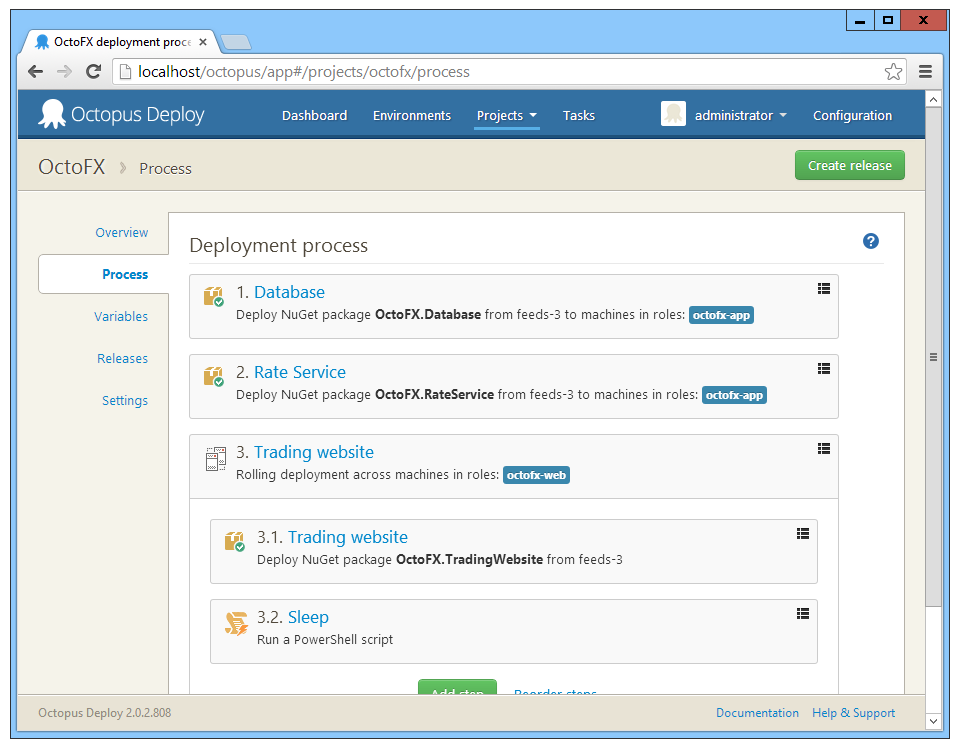 OctoFX deployment proce
localhost/octopus/app#/projects/octofx/process
Octopus Deploy
Dashboard Environments Projects Tasks administrator Configuration
OctoFX Process
Create release
Overview
Process
Variables
Releases
Settings
Deployment process
?
1. Database
Deploy NuGet package OctoFX.Database from feeds-3 to machines in roles: octofx-app
2. Rate Service
Deploy NuGet package OctoFX.RateService from feeds-3 to machines in roles: octofx-app
3. Trading website
Rolling deployment across machines in roles: octofx-web
3.1. Trading website
Deploy NuGet package OctoFX.TradingWebsite from feeds-3
3.2. Sleep
Run a PowerShell script
Add step Reorder steps
Octopus Deploy 2.0.2.808
Documentation Help & Support